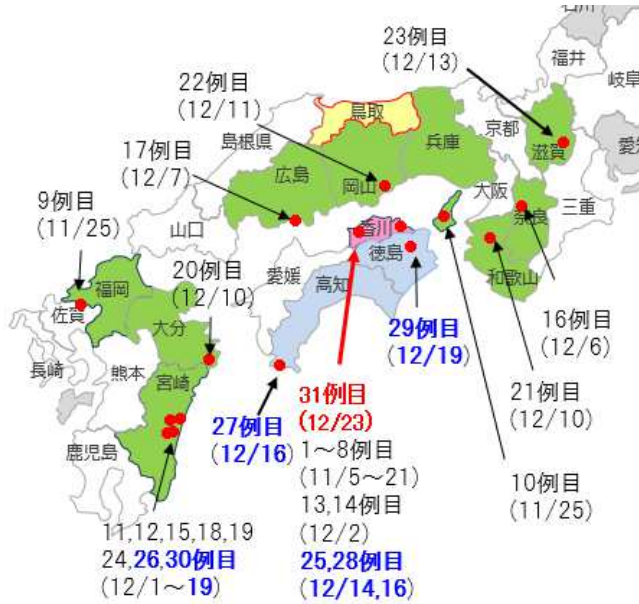 石川
23例目
(12/13)
福井
岐阜
22例目
(12/11)
鳥取
兵庫
京都
滋賀
愛知
島根県
17例目
(12/7)
広島
岡山
大阪
奈良
三重
9例目
(11/25)
山口
香川
徳島
和歌山
愛媛
高知
20例目
(12/10)
福岡
佐賀
大分
29例目
(12/19)
16例目
(12/6)
長崎
熊本
宮崎
31例目
(12/23)
21例目
(12/10)
27例目
(12/16)
鹿児島
1～8例目
(11/5～21)
13,14例目
(12/2)
25,28例目
(12/14,16)
10例目
(11/25)
11,12,15,18,19
24,26,30例目
(12/1～19)